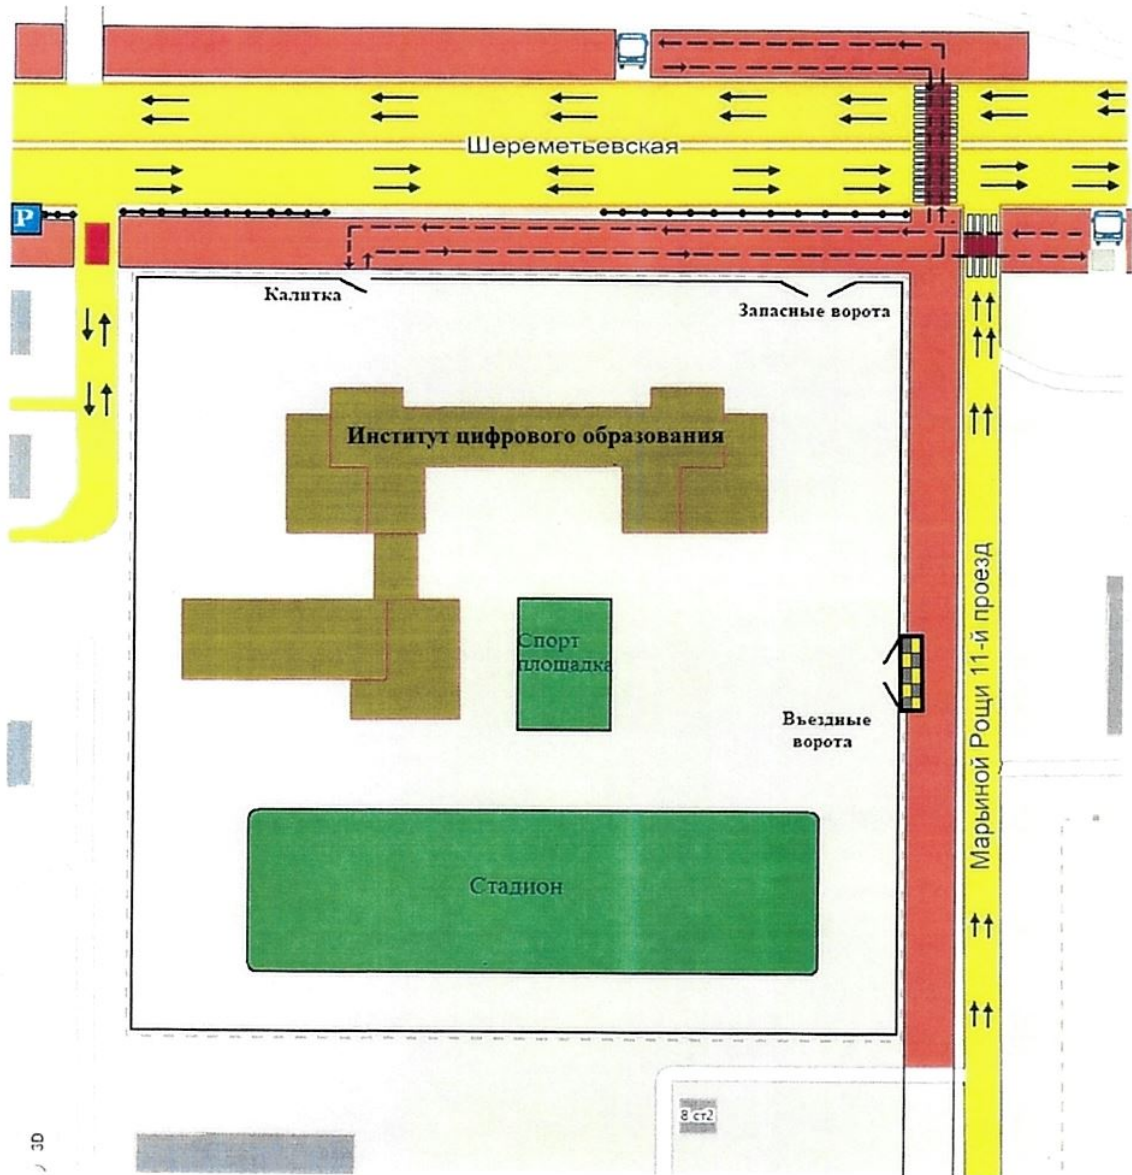 Шереметьевская
P
Калитка
Запасные ворота
Институт цифрового образования
Спорт
площадка
Въездные
ворота
Марьиной Рощи 11-й проезд
Стадион
8 ст2
3D